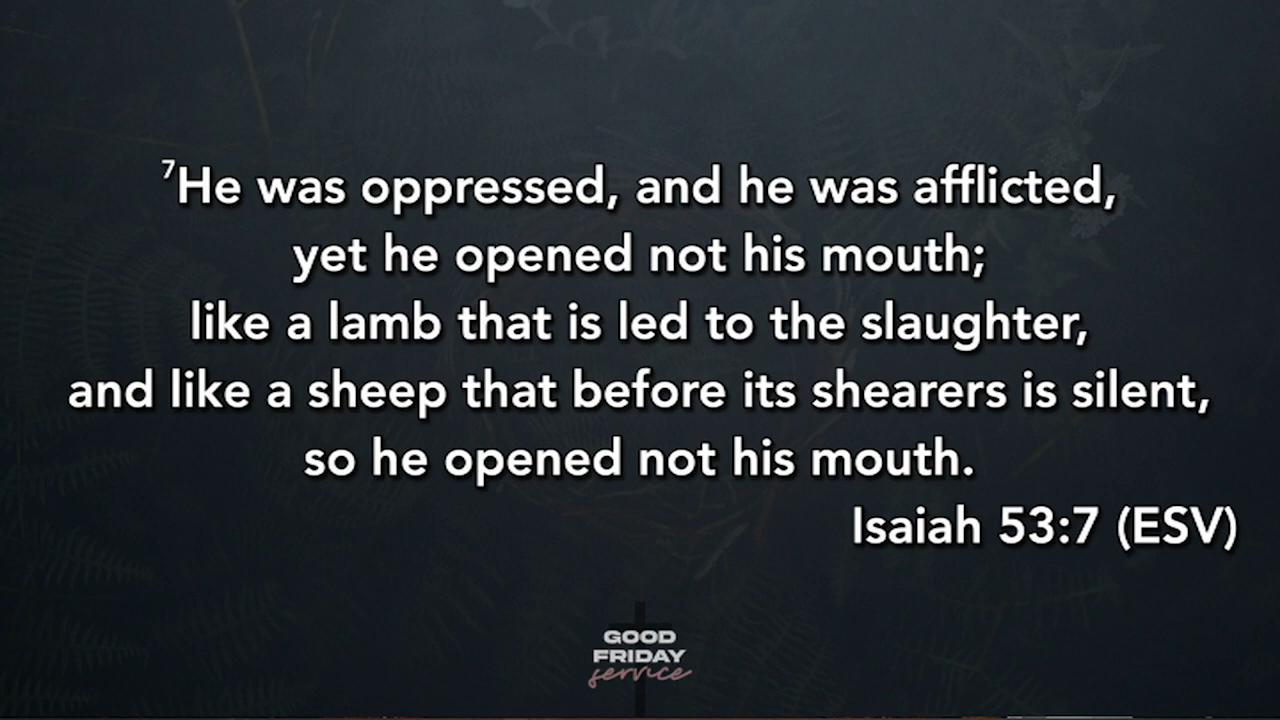 ⁷He was oppressed, and he was afflicted,
yet he opened not his mouth;
like a lamb that is led to the slaughter,
and like a sheep that before its shearers is silent,
so he opened not his mouth.
Isaiah 53:7 (ESV)
GOOD
FRIDAY
service